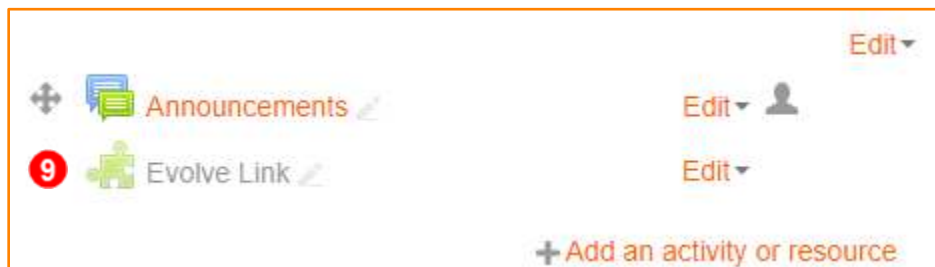 Edit
Announcements Edit
9 Evolve Link Edit
Add an activity or resource